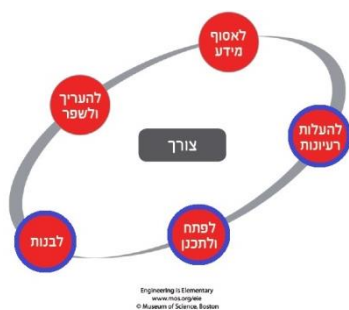 לאסוף
מידע
להעריך
ולשפר
להעלות
רעיונות
צורך
לפתח
ולתכנן
לבנות
Engineering is Elementary
www.mos.org/eie
© Museum of Science, Boston